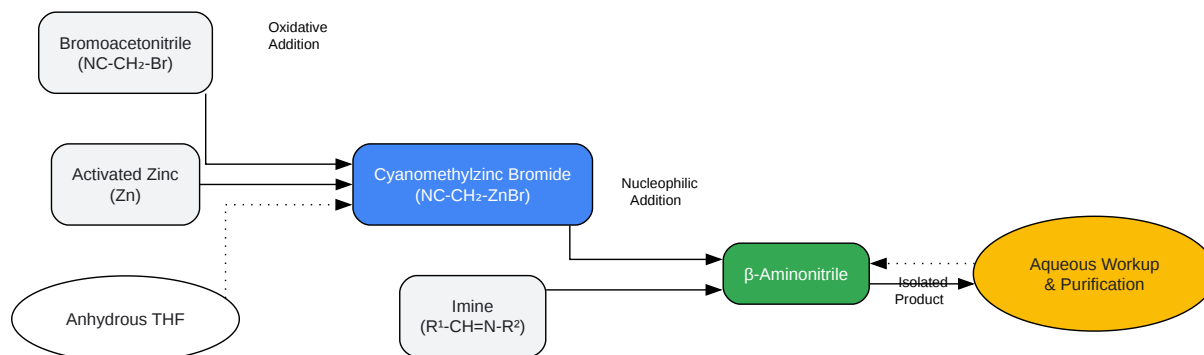 Bromoacetonitrile
(NC-CH₂-Br)
Oxidative
Addition
Activated Zinc
(Zn)
Anhydrous THF
Cyanomethylzinc Bromide
(NC-CH₂-ZnBr)
Nucleophilic
Addition
Imine
(R¹-CH=N-R²)
β-Aminonitrile
Isolated
Product
Aqueous Workup
& Purification